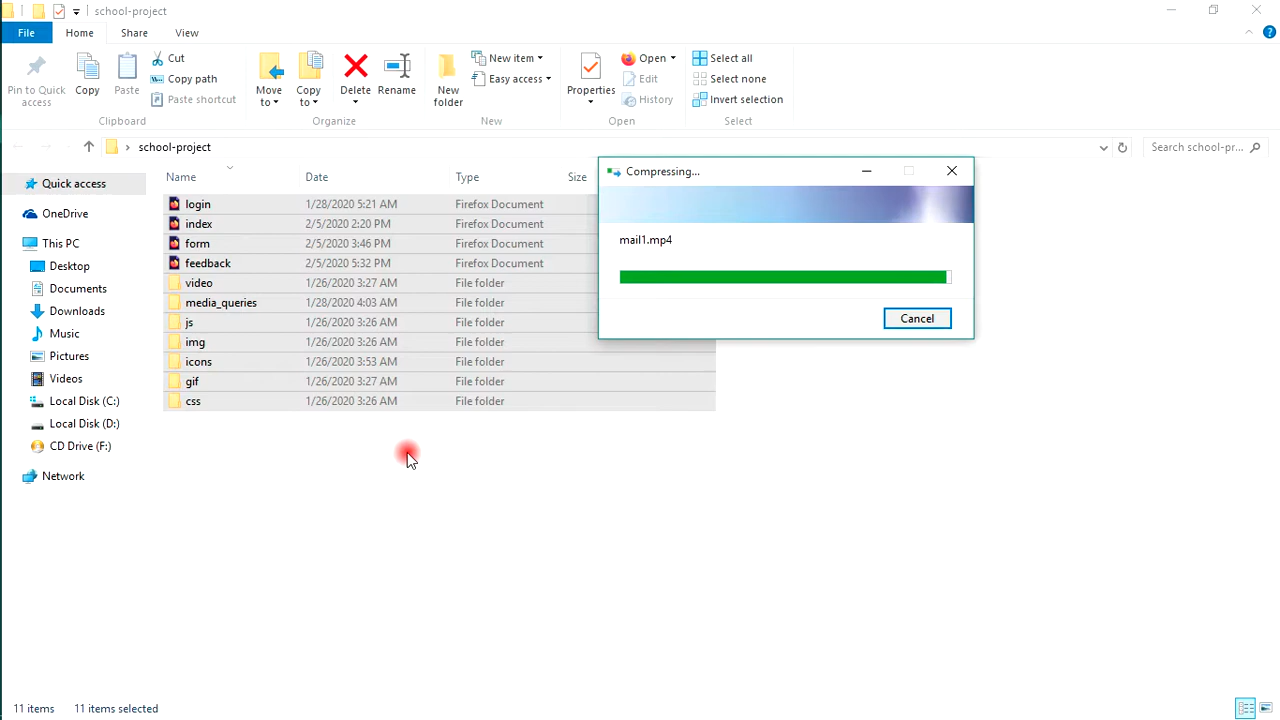 school-project
File Home Share View
Pin to Quick access
Copy
Paste
Cut
Copy path
Paste shortcut
Clipboard
Move to
Copy to
Delete
Rename
Organize
New folder
New item
Easy access
New
Properties
Open
Edit
History
Open
Select all
Select none
Invert selection
Select
school-project
Search school-pr...
Quick access
OneDrive
This PC
Desktop
Documents
Downloads
Music
Pictures
Videos
Local Disk (C:)
Local Disk (D:)
CD Drive (F:)
Network
Name Date Type Size
login 1/28/2020 5:21 AM Firefox Document
index 2/5/2020 2:20 PM Firefox Document
form 2/5/2020 3:46 PM Firefox Document
feedback 2/5/2020 5:32 PM Firefox Document
video 1/26/2020 3:27 AM File folder
media_queries 1/28/2020 4:03 AM File folder
js 1/26/2020 3:26 AM File folder
img 1/26/2020 3:26 AM File folder
icons 1/26/2020 3:53 AM File folder
gif 1/26/2020 3:27 AM File folder
css 1/26/2020 3:26 AM File folder
Compressing...
mail1.mp4
Cancel
11 items 11 items selected